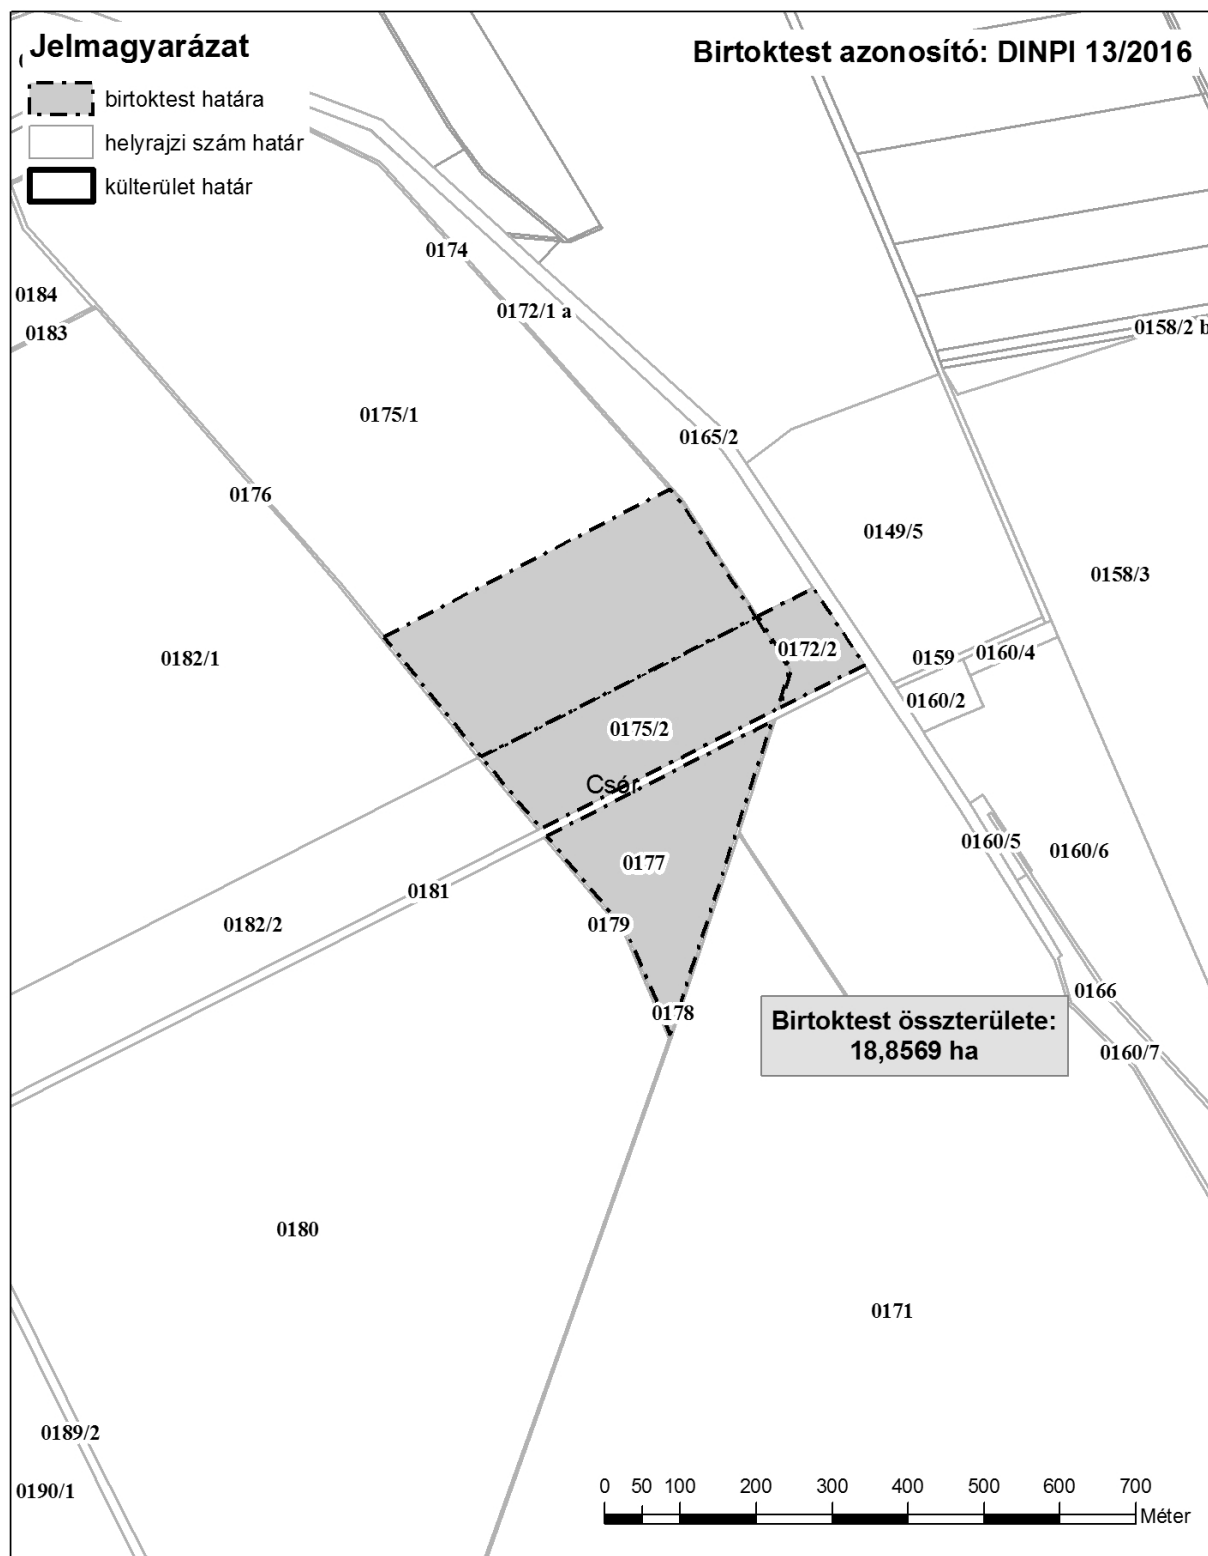 Jelmagyarázat
birtoktest határa
helyrajzi szám határ
külterület határ
Birtoktest azonosító: DINPI 13/2016
0174
0184
0172/1 a
0183
0158/2 b
0175/1
0165/2
0176
0149/5
0158/3
0182/1
0172/2
0159
0160/4
0160/2
0175/2
Csór
0160/5
0160/6
0177
0181
0182/2
0179
0166
0178
Birtoktest összterülete:
18,8569 ha
0160/7
0180
0171
0189/2
0190/1
0 50 100 200 300 400 500 600 700
Méter